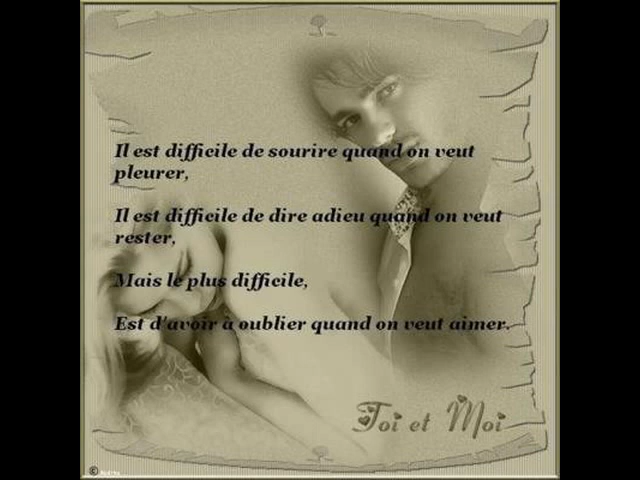 Il est difficile de sourire quand on veut
pleurer,
Il est difficile de dire adieu quand on veut
rester,
Mais le plus difficile,
Est d'avoir à oublier quand on veut aimer.
Toi et Moi
©